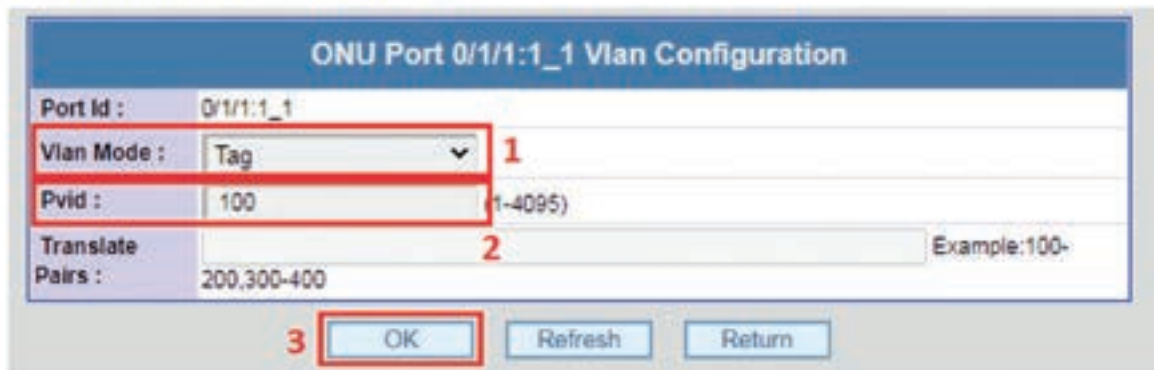 ONU Port 0/1/1:1_1 Vlan Configuration
Port Id : 0/1/1:1_1
Vlan Mode : Tag 1
Pvid : 100 (1-4095)
Translate 2 Example:100-
Pairs : 200,300-400
3 OK Refresh Return